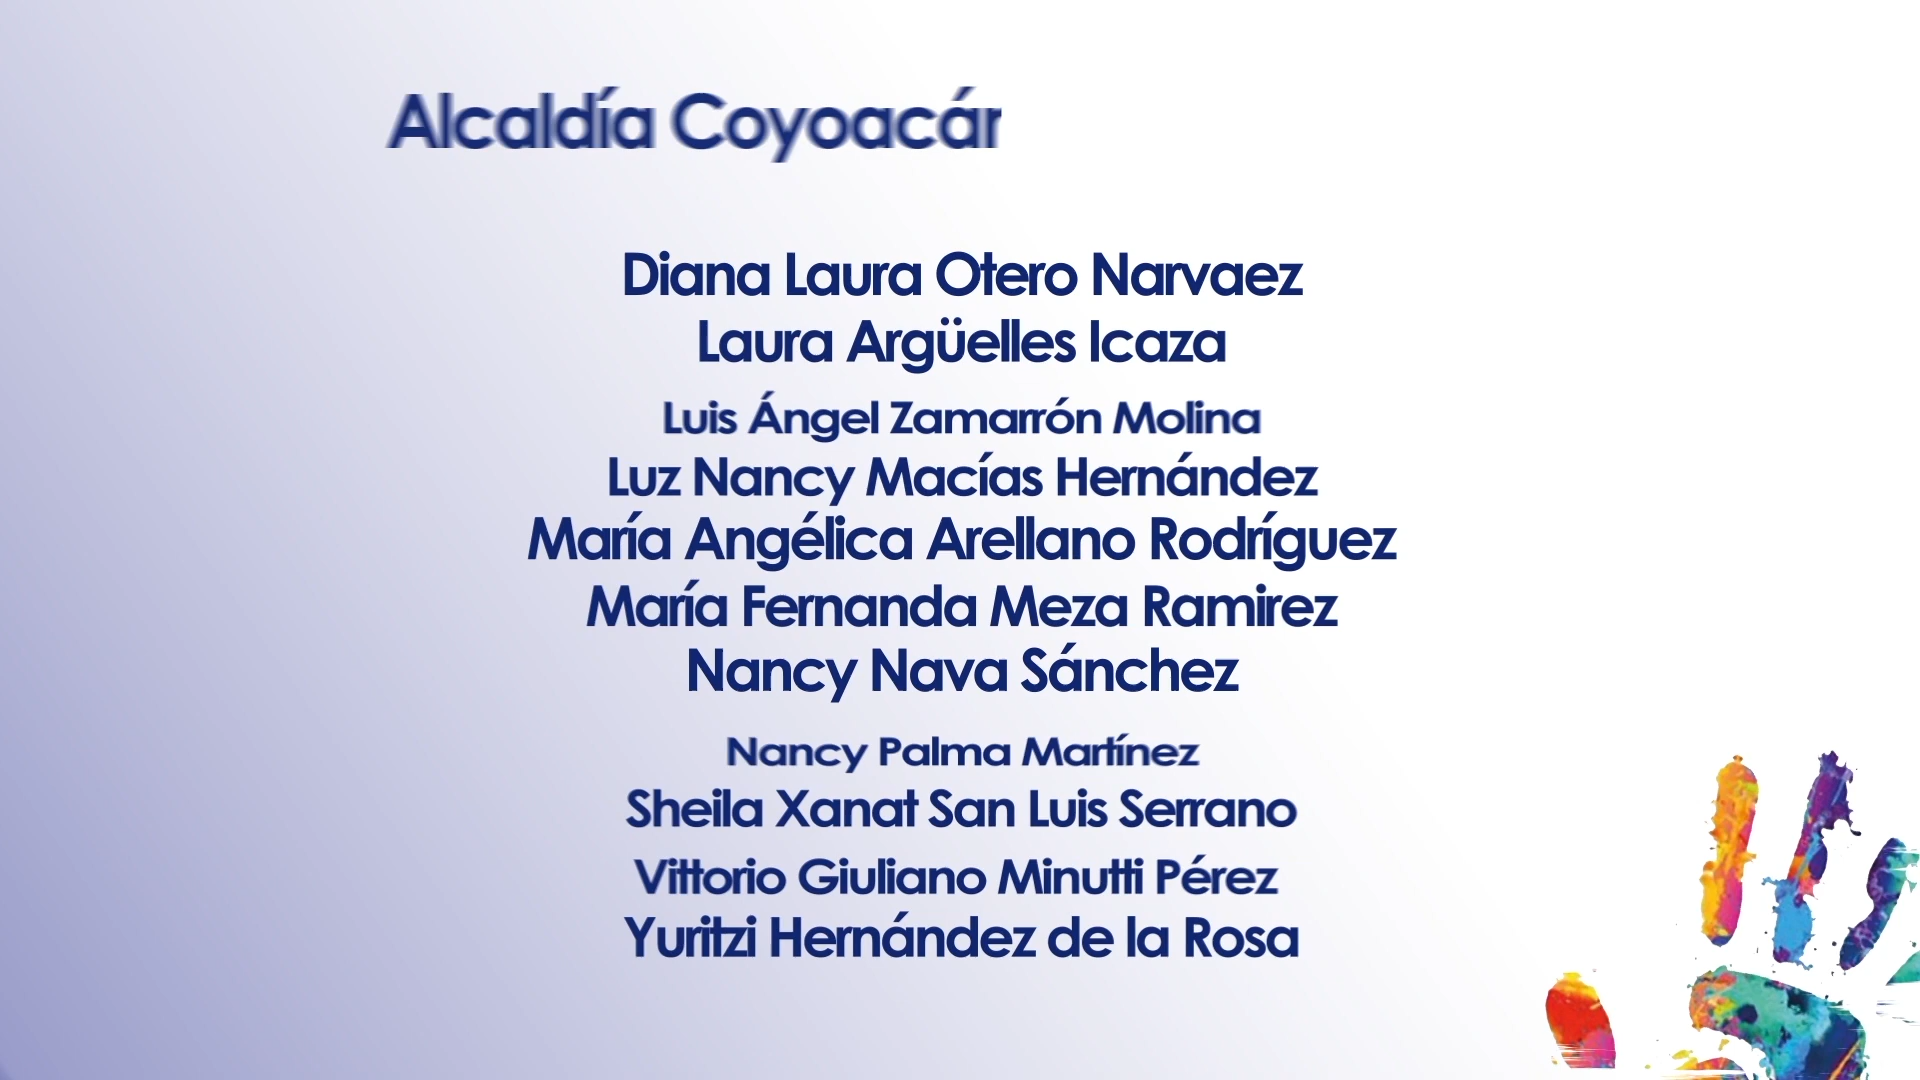 Alcaldía Coyoacán
Diana Laura Otero Narvaez
Laura Argüelles Icaza
Luis Ángel Zamarrón Molina
Luz Nancy Macías Hernández
María Angélica Arellano Rodríguez
María Fernanda Meza Ramirez
Nancy Nava Sánchez
Nancy Palma Martínez
Sheila Xanat San Luis Serrano
Vittorio Giuliano Minutti Pérez
Yuritzi Hernández de la Rosa